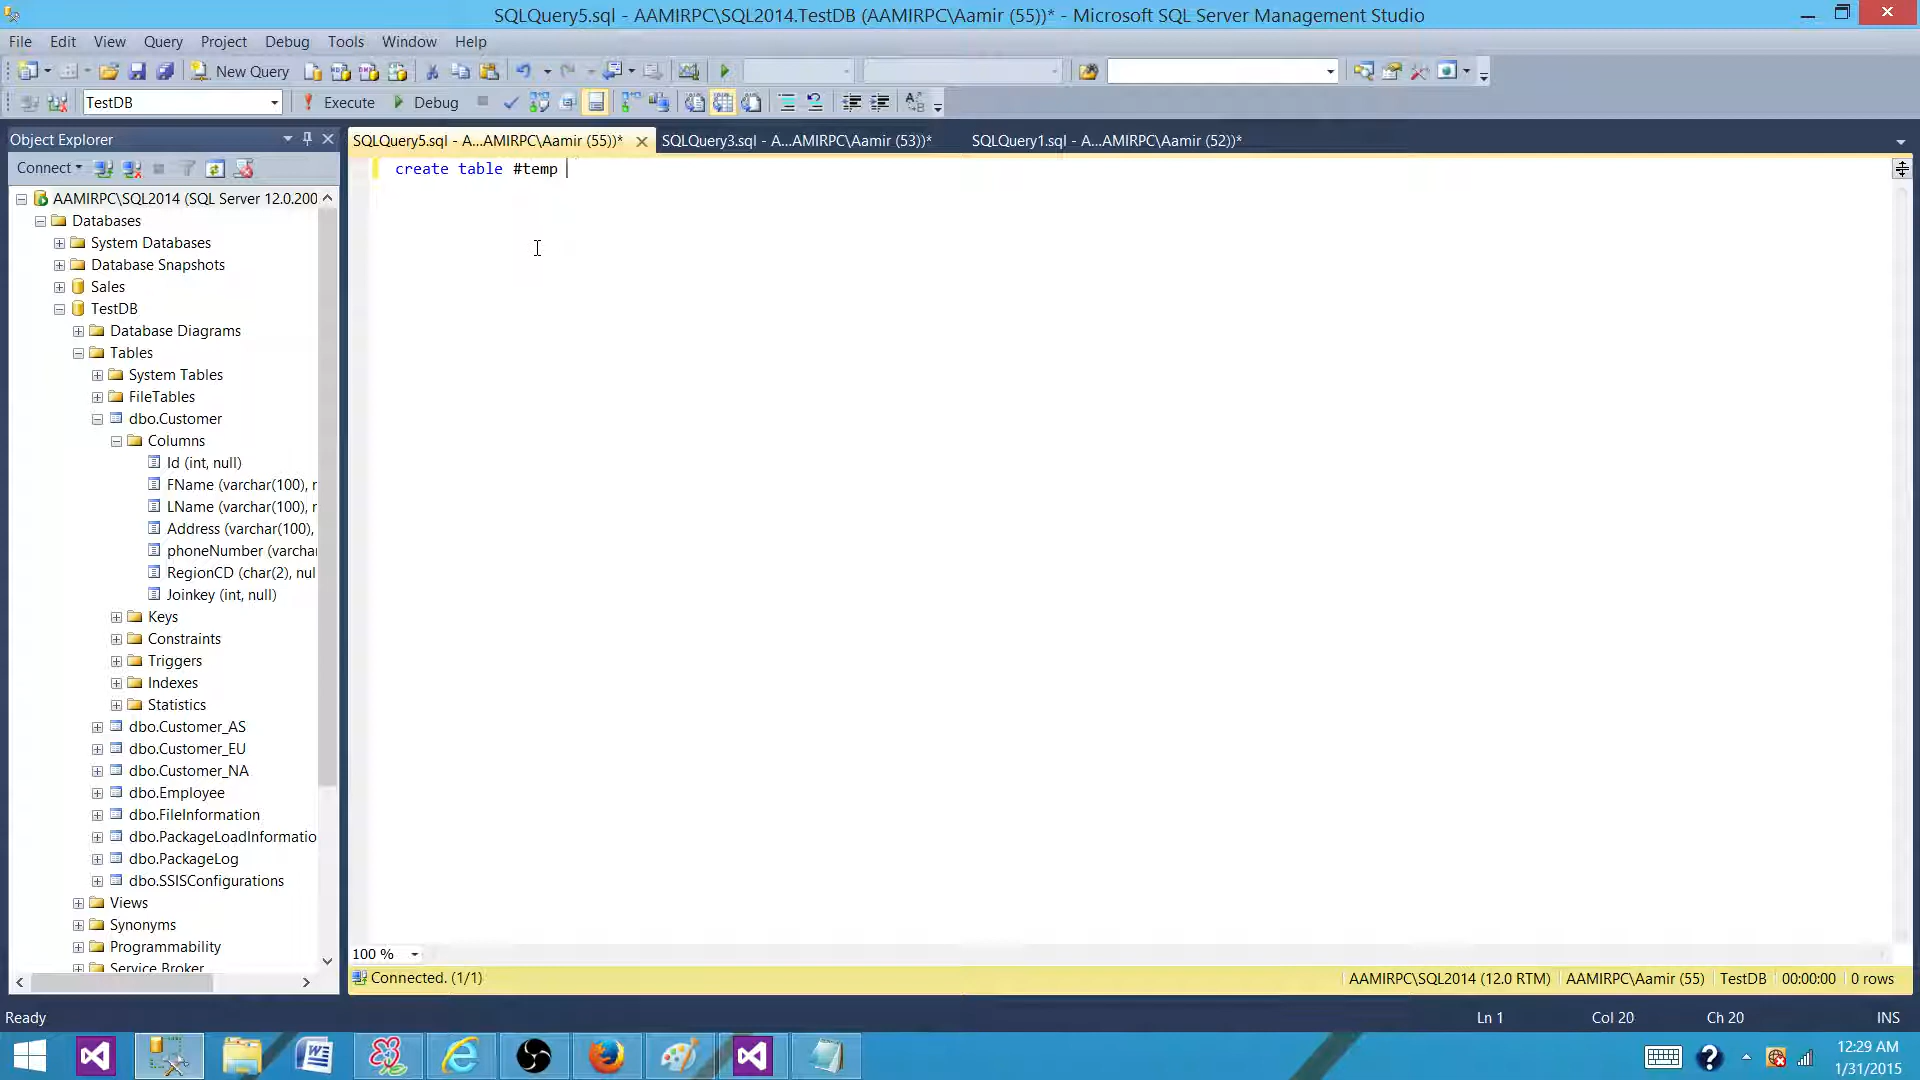 SQLQuery5.sql - AAMIRPC\SQL2014.TestDB (AAMIRPC\Aamir (55))* - Microsoft SQL Server Management Studio
File Edit View Query Project Debug Tools Window Help
New Query
TestDB Execute Debug
Object Explorer
SQLQuery5.sql - A...AMIRPC\Aamir (55))* SQLQuery3.sql - A...AMIRPC\Aamir (53))* SQLQuery1.sql - A...AMIRPC\Aamir (52))*
Connect
create table #temp
AAMIRPC\SQL2014 (SQL Server 12.0.200
Databases
System Databases
Database Snapshots
Sales
TestDB
Database Diagrams
Tables
System Tables
FileTables
dbo.Customer
Columns
Id (int, null)
FName (varchar(100), r
LName (varchar(100), r
Address (varchar(100),
phoneNumber (varchar
RegionCD (char(2), nul
Joinkey (int, null)
Keys
Constraints
Triggers
Indexes
Statistics
dbo.Customer_AS
dbo.Customer_EU
dbo.Customer_NA
dbo.Employee
dbo.FileInformation
dbo.PackageLoadInformatio
dbo.PackageLog
dbo.SSISConfigurations
Views
Synonyms
Programmability
Service Broker
100 %
Connected. (1/1) AAMIRPC\SQL2014 (12.0 RTM) AAMIRPC\Aamir (55) TestDB 00:00:00 0 rows
Ready Ln 1 Col 20 Ch 20 INS
12:29 AM
1/31/2015